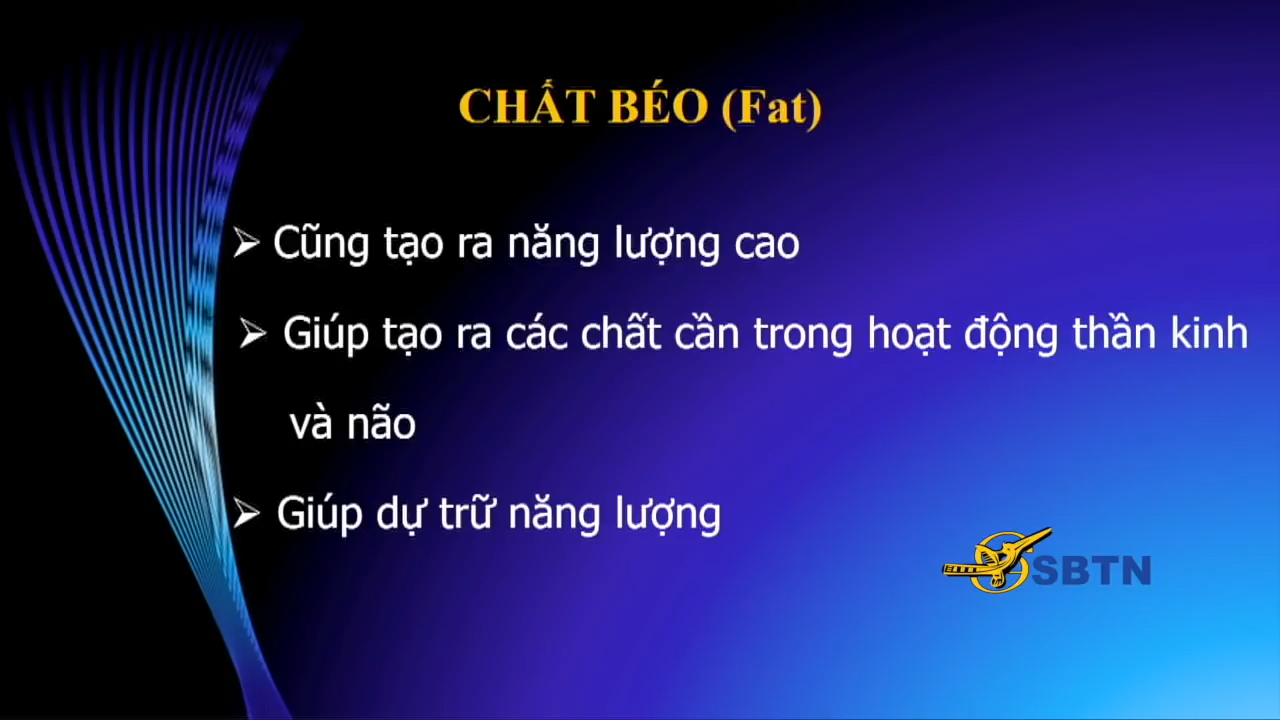 CHẤT BÉO (Fat)
➢ Cũng tạo ra năng lượng cao
➢ Giúp tạo ra các chất cần trong hoạt động thần kinh
và não
➢ Giúp dự trữ năng lượng
SBTN